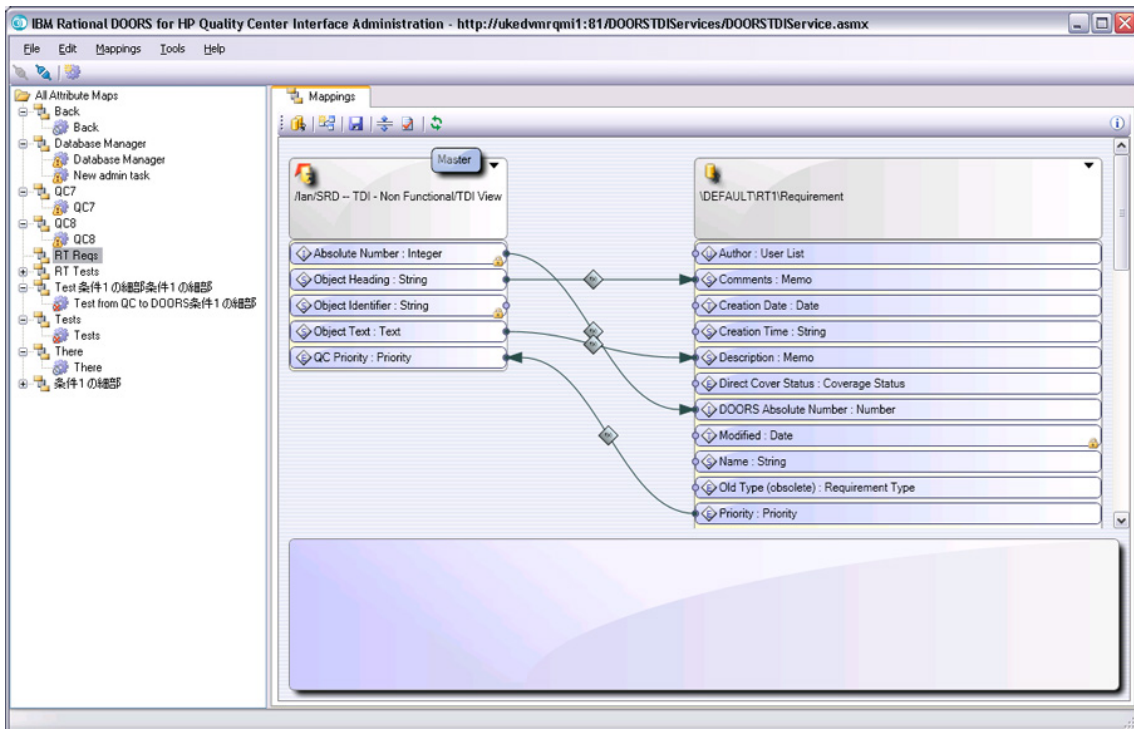 IBM Rational DOORS for HP Quality Center Interface Administration - http://ukedvmrqmi1:81/DOORSTDIServices/DOORSTDIService.asmx
File Edit Mappings Tools Help
All Attribute Maps
Back
Back
Database Manager
Database Manager
New admin task
QC7
QC7
QC8
QC8
RT Reqs
RT Tests
Test 条件1の細部条件1の細部
Test from QC to DOORS条件1の細部
Tests
Tests
There
There
条件1の細部
Mappings
Master
/Ian/SRD -- TDI - Non Functional/TDI View
Absolute Number : Integer
Object Heading : String
Object Identifier : String
Object Text : Text
QC Priority : Priority
\DEFAULT\RT1\Requirement
Author : User List
Comments : Memo
Creation Date : Date
Creation Time : String
Description : Memo
Direct Cover Status : Coverage Status
DOORS Absolute Number : Number
Modified : Date
Name : String
Old Type (obsolete) : Requirement Type
Priority : Priority